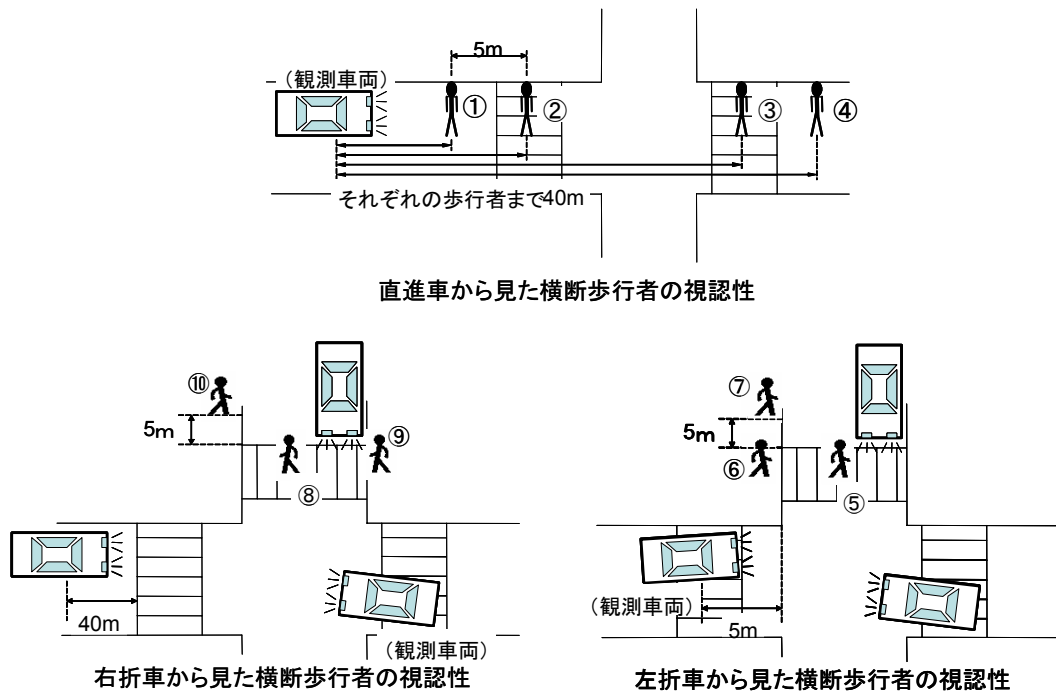 5m
（観測車両）
①
②
③
④
それぞれの歩行者まで40m
直進車から見た横断歩行者の視認性
⑩
5m
⑨
⑧
40m
（観測車両）
右折車から見た横断歩行者の視認性
⑦
5m
⑥
⑤
（観測車両）
5m
左折車から見た横断歩行者の視認性